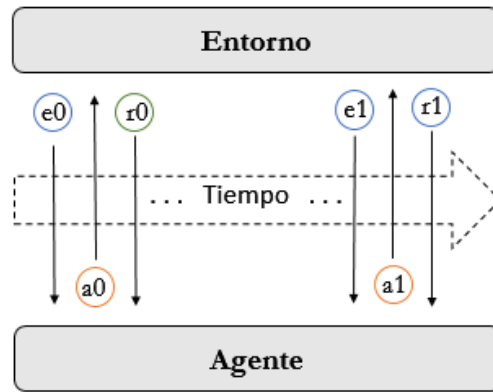 Entorno
e0 r0 e1 r1
... Tiempo ...
a0 a1
Agente